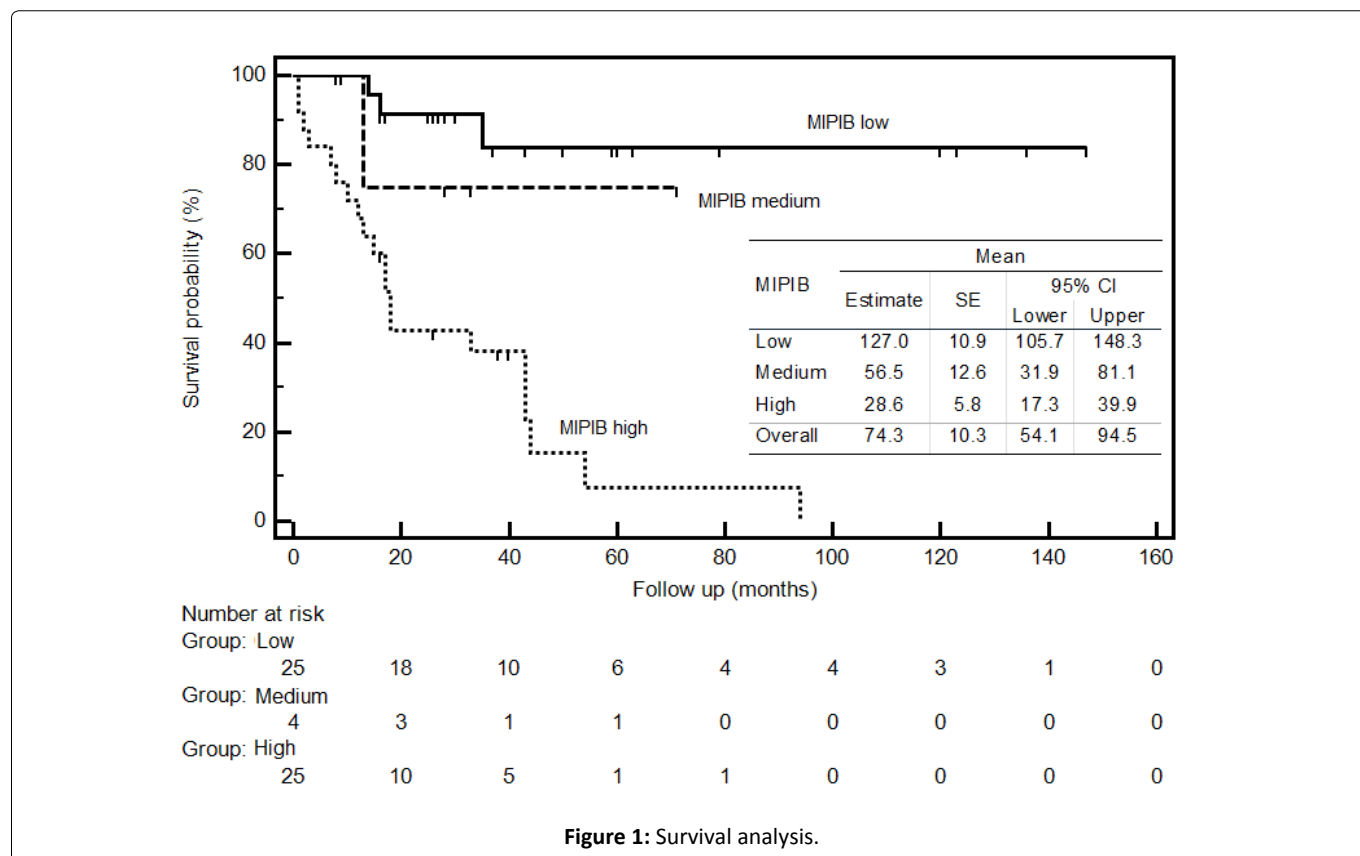 100
80
60
40
20
0
Survival probability (%)
MIPIB low
MIPIB medium
MIPIB high
Mean
MIPIB Estimate SE 95% CI
Lower Upper
Low 127.0 10.9 105.7 148.3
Medium 56.5 12.6 31.9 81.1
High 28.6 5.8 17.3 39.9
Overall 74.3 10.3 54.1 94.5
0 20 40 60 80 100 120 140 160
Follow up (months)
Number at risk
Group: Low
25 18 10 6 4 4 3 1 0
Group: Medium
4 3 1 1 0 0 0 0 0
Group: High
25 10 5 1 1 0 0 0 0
Figure 1: Survival analysis.